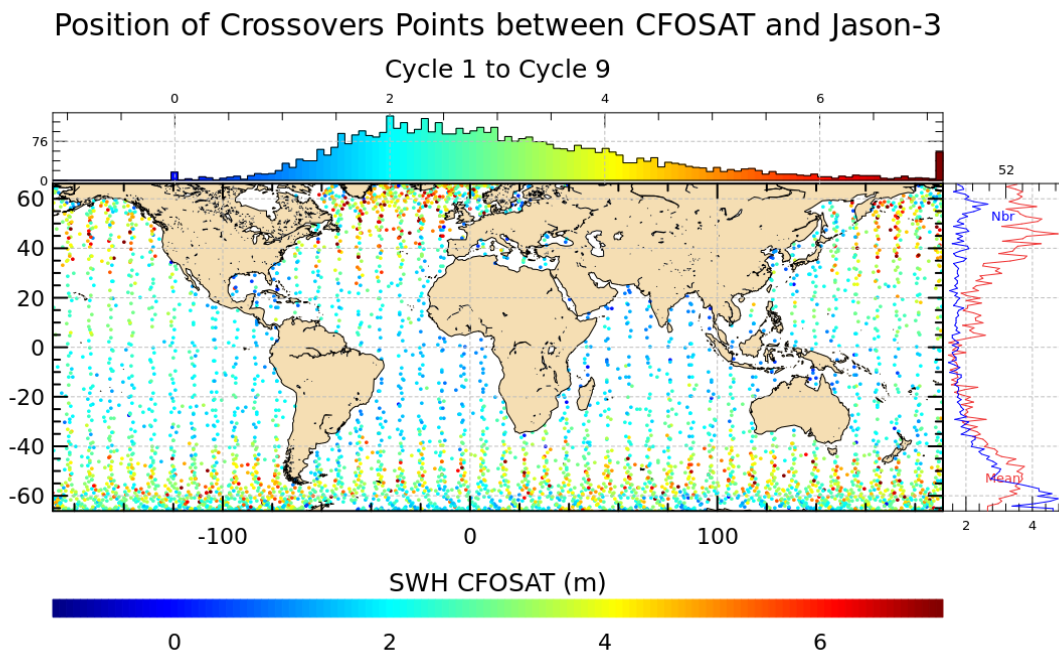 Position of Crossovers Points between CFOSAT and Jason-3
Cycle 1 to Cycle 9
0 2 4 6
76
0
52
60
40
20
0
-20
-40
-60
Nbr
Mean
-100 0 100
2 4
SWH CFOSAT (m)
0 2 4 6